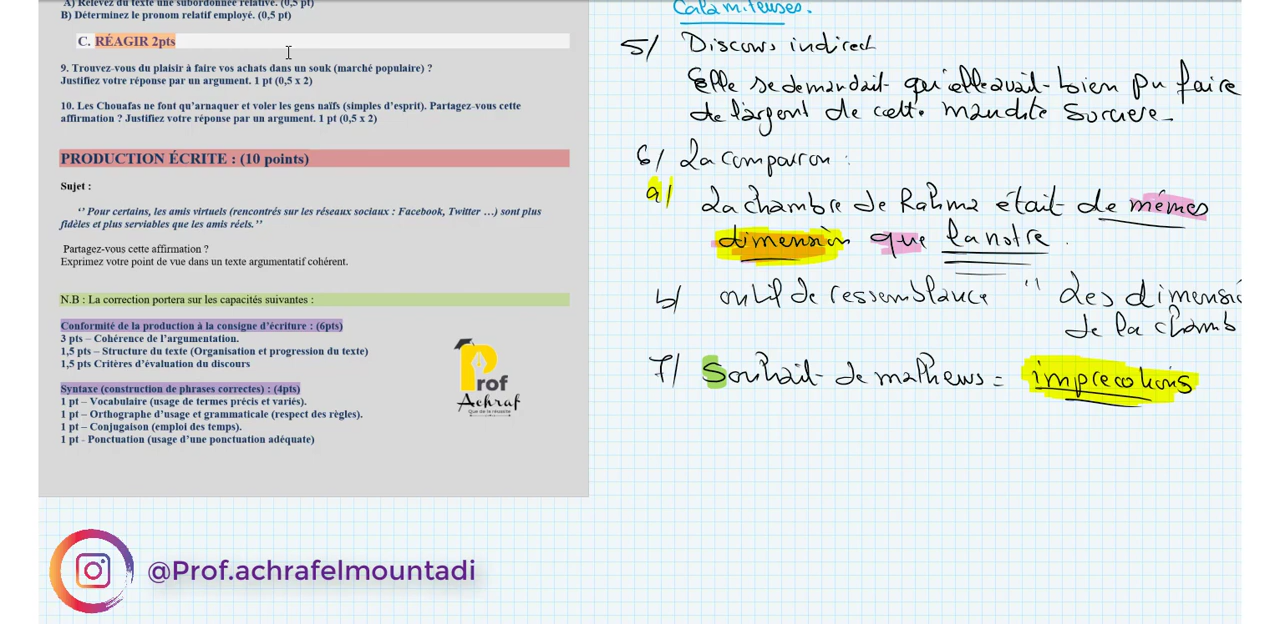 A) Relevez du texte une subordonnée relative. (0,5 pt)
B) Déterminez le pronom relatif employé. (0,5 pt)
C. RÉAGIR 2pts
9. Trouvez-vous du plaisir à faire vos achats dans un souk (marché populaire) ?
Justifiez votre réponse par un argument. 1 pt (0,5 x 2)
10. Les Chouafas ne font qu’arnaquer et voler les gens naïfs (simples d’esprit). Partagez-vous cette
affirmation ? Justifiez votre réponse par un argument. 1 pt (0,5 x 2)
PRODUCTION ÉCRITE : (10 points)
Sujet :
‘’ Pour certains, les amis virtuels (rencontrés sur les réseaux sociaux : Facebook, Twitter …) sont plus
fidèles et plus serviables que les amis réels.’’
Partagez-vous cette affirmation ?
Exprimez votre point de vue dans un texte argumentatif cohérent.
N.B : La correction portera sur les capacités suivantes :
Conformité de la production à la consigne d’écriture : (6pts)
3 pts – Cohérence de l’argumentation.
1,5 pts – Structure du texte (Organisation et progression du texte)
1,5 pts Critères d’évaluation du discours
Syntaxe (construction de phrases correctes) : (4pts)
1 pt – Vocabulaire (usage de termes précis et variés).
1 pt – Orthographe d’usage et grammaticale (respect des règles).
1 pt – Conjugaison (emploi des temps).
1 pt - Ponctuation (usage d’une ponctuation adéquate)
Prof
Achraf
Que de la réussite
@Prof.achrafelmountadi
Calamiteuses.
5/ Discours indirect
Elle se demandait qu'elle avait bien pu faire
de l'argent de cette maudite sorciere.
6/ La comparon :
a/ La chambre de Rahma était de mêmes
dimension que la notre.
b/ outil de ressemblance " Des dimensi
de la chamb
7/ Souhait de mathews = imprecations